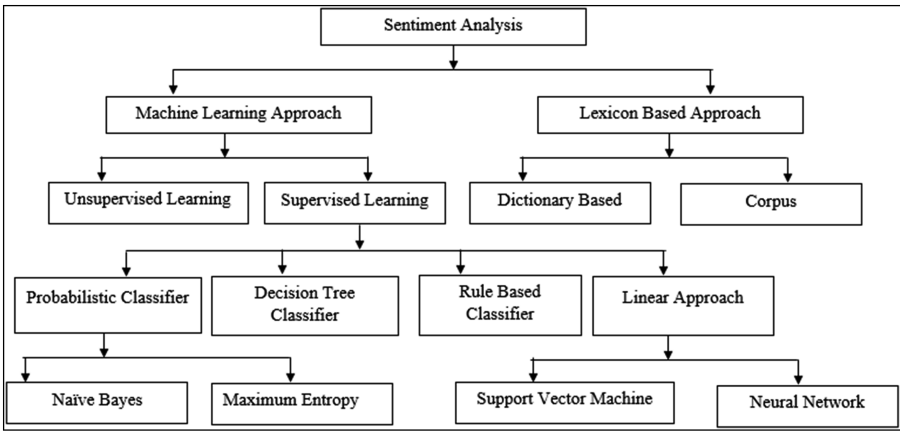 Sentiment Analysis
Machine Learning Approach
Lexicon Based Approach
Unsupervised Learning
Supervised Learning
Dictionary Based
Corpus
Probabilistic Classifier
Decision Tree
Classifier
Rule Based
Classifier
Linear Approach
Naïve Bayes
Maximum Entropy
Support Vector Machine
Neural Network